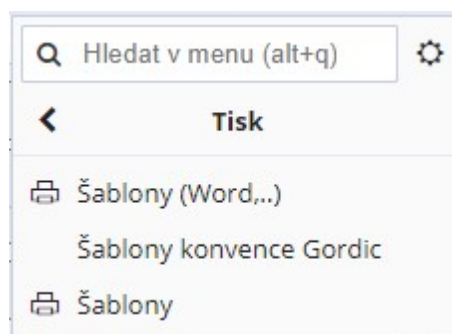 Hledat v menu (alt+q)
Tisk
Šablony (Word,..)
Šablony konvence Gordic
Šablony